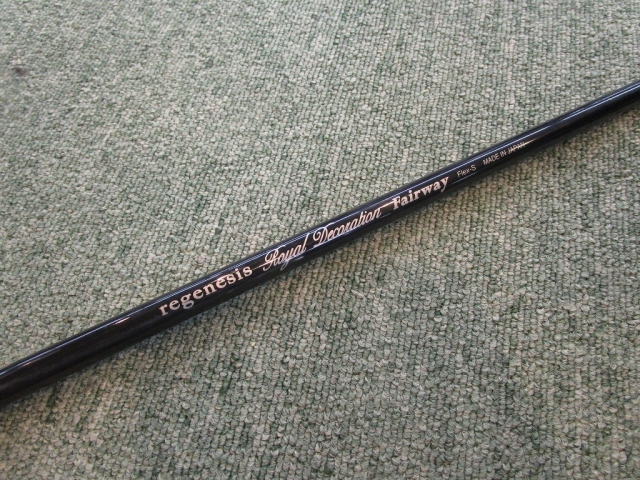 regenesis Royal Decoration Fairway Flex-S MADE IN JAPAN